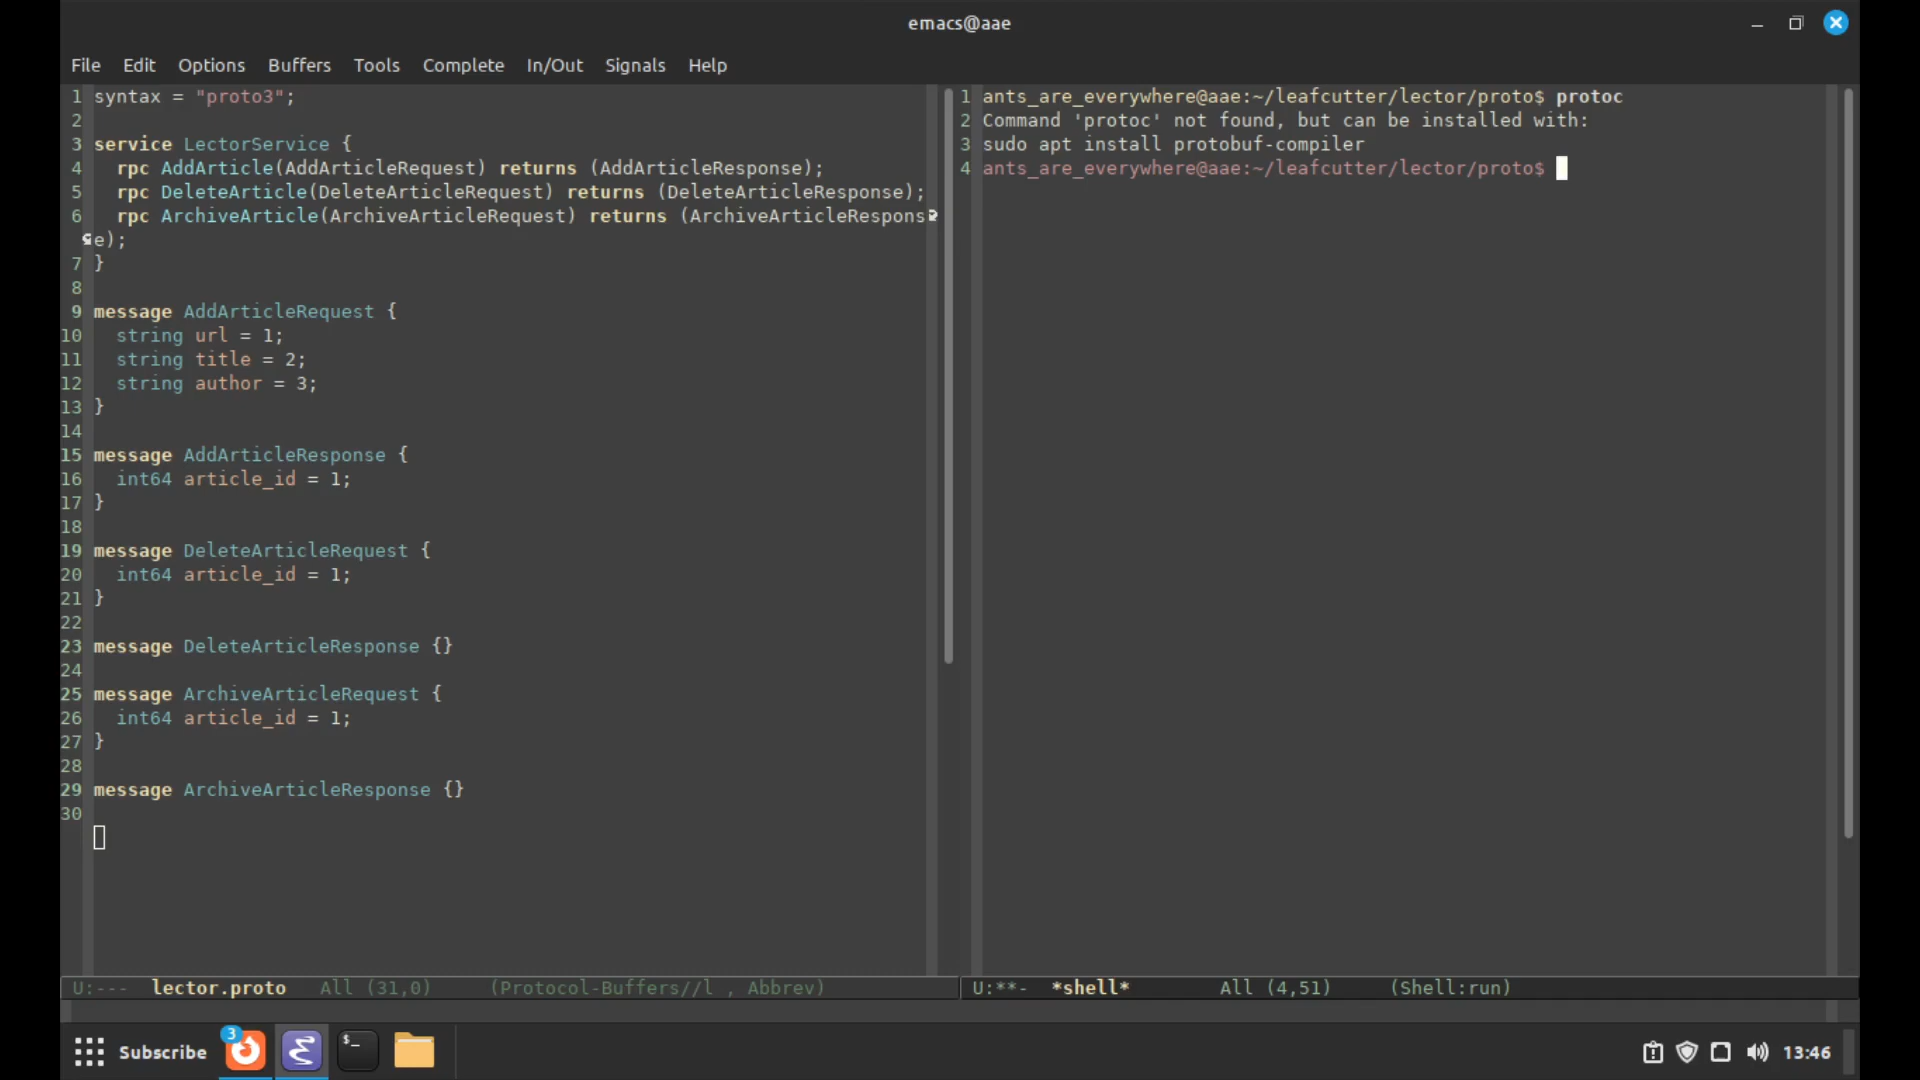 emacs@aae
File Edit Options Buffers Tools Complete In/Out Signals Help
1 syntax = "proto3";
2
3 service LectorService {
4   rpc AddArticle(AddArticleRequest) returns (AddArticleResponse);
5   rpc DeleteArticle(DeleteArticleRequest) returns (DeleteArticleResponse);
6   rpc ArchiveArticle(ArchiveArticleRequest) returns (ArchiveArticleRespons
e);
7 }
8
9 message AddArticleRequest {
10   string url = 1;
11   string title = 2;
12   string author = 3;
13 }
14
15 message AddArticleResponse {
16   int64 article_id = 1;
17 }
18
19 message DeleteArticleRequest {
20   int64 article_id = 1;
21 }
22
23 message DeleteArticleResponse {}
24
25 message ArchiveArticleRequest {
26   int64 article_id = 1;
27 }
28
29 message ArchiveArticleResponse {}
30
U:--- lector.proto All (31,0) (Protocol-Buffers//l , Abbrev)
1 ants_are_everywhere@aae:~/leafcutter/lector/proto$ protoc
2 Command 'protoc' not found, but can be installed with:
3 sudo apt install protobuf-compiler
4 ants_are_everywhere@aae:~/leafcutter/lector/proto$
U:**- *shell* All (4,51) (Shell:run)
Subscribe 3 $_ 13:46